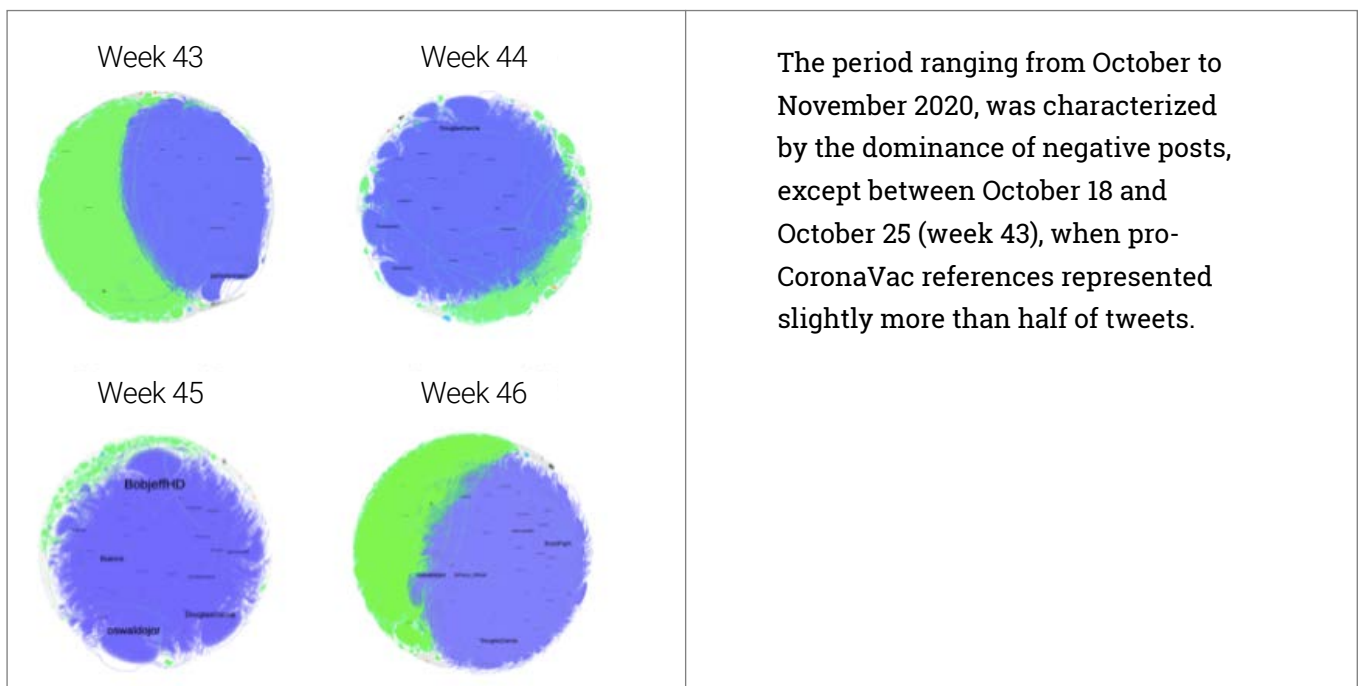 Week 43
Week 44
The period ranging from October to
November 2020, was characterized
by the dominance of negative posts,
except between October 18 and
October 25 (week 43), when pro-
CoronaVac references represented
slightly more than half of tweets.
Week 45
Week 46
BobjeffHD
oswaldojor